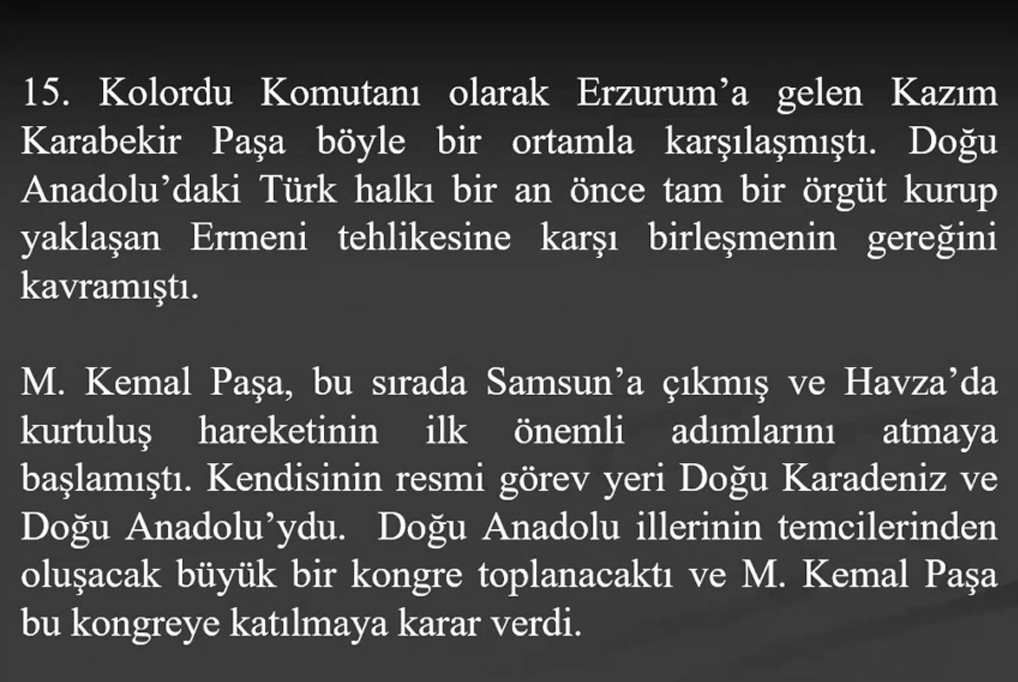 15. Kolordu Komutanı olarak Erzurum’a gelen Kazım
Karabekir Paşa böyle bir ortamla karşılaşmıştı. Doğu
Anadolu’daki Türk halkı bir an önce tam bir örgüt kurup
yaklaşan Ermeni tehlikesine karşı birleşmenin gereğini
kavramıştı.
M. Kemal Paşa, bu sırada Samsun’a çıkmış ve Havza’da
kurtuluş hareketinin ilk önemli adımlarını atmaya
başlamıştı. Kendisinin resmi görev yeri Doğu Karadeniz ve
Doğu Anadolu’ydu. Doğu Anadolu illerinin temcilerinden
oluşacak büyük bir kongre toplanacaktı ve M. Kemal Paşa
bu kongreye katılmaya karar verdi.